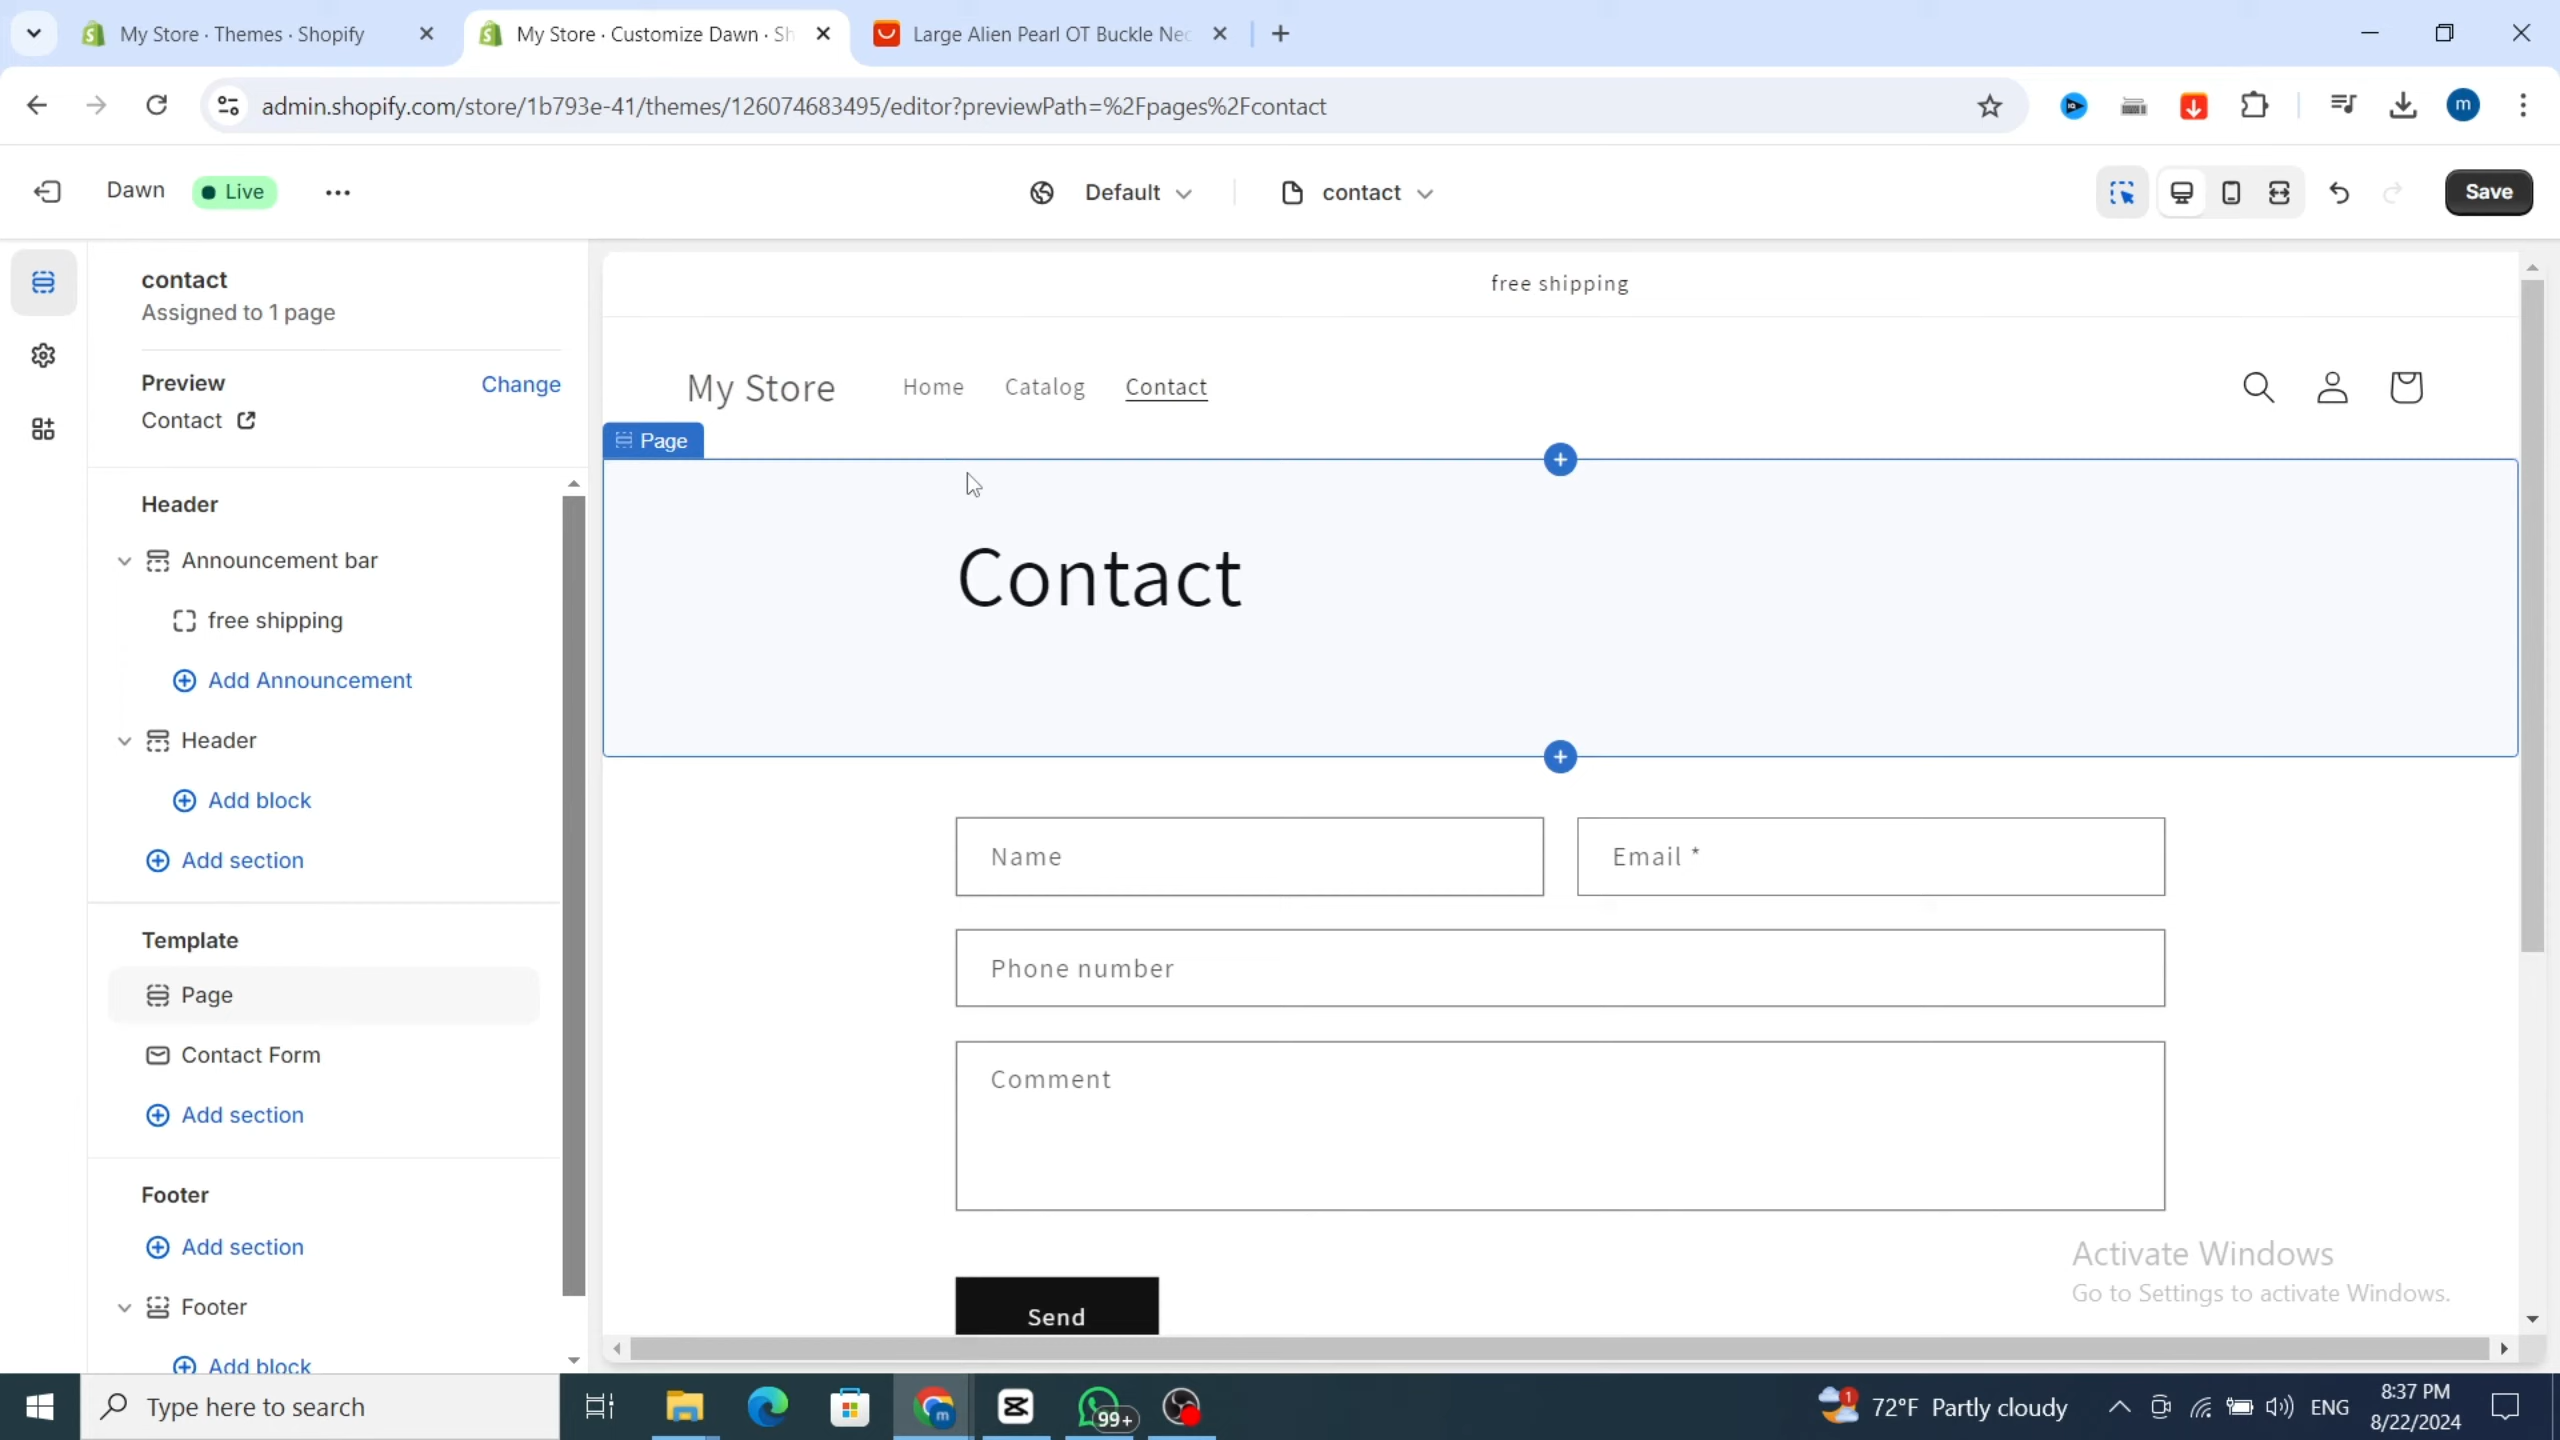 My Store · Themes · Shopify
My Store · Customize Dawn · Sh
Large Alien Pearl OT Buckle Nec
admin.shopify.com/store/1b793e-41/themes/126074683495/editor?previewPath=%2Fpages%2Fcontact
m
Dawn
Live
Default
contact
Save
contact
Assigned to 1 page
Preview
Change
Contact
Header
Announcement bar
free shipping
Add Announcement
Header
Add block
Add section
Template
Page
Contact Form
Add section
Footer
Add section
Footer
Add block
free shipping
My Store
Home
Catalog
Contact
Page
Contact
Name
Email *
Phone number
Comment
Send
Activate Windows
Go to Settings to activate Windows.
Type here to search
m
99+
1
72°F Partly cloudy
ENG
8:37 PM
8/22/2024